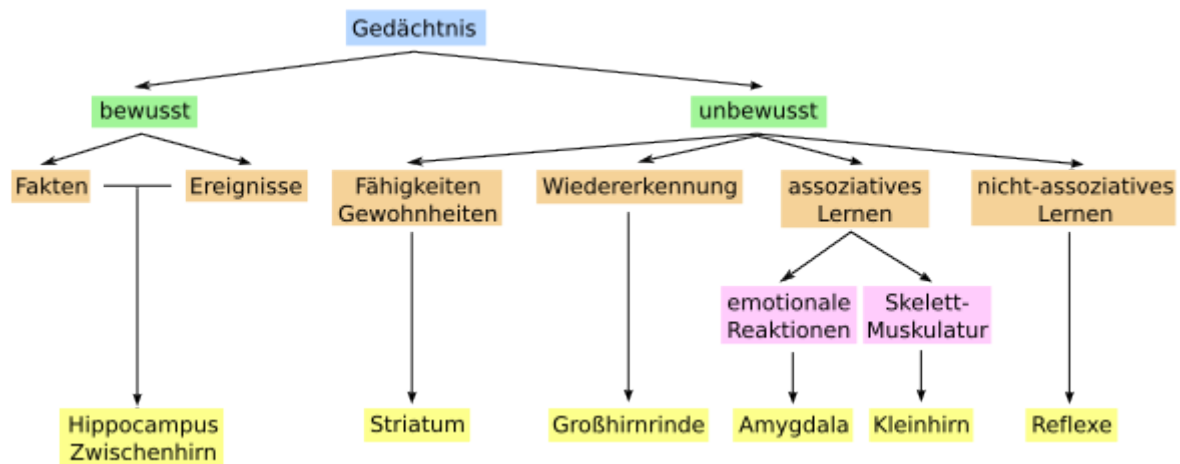 Gedächtnis
bewusst
unbewusst
Fakten
Ereignisse
Fähigkeiten
Gewohnheiten
Wiedererkennung
assoziatives
Lernen
nicht-assoziatives
Lernen
emotionale
Reaktionen
Skelett-
Muskulatur
Hippocampus
Zwischenhirn
Striatum
Großhirnrinde
Amygdala
Kleinhirn
Reflexe